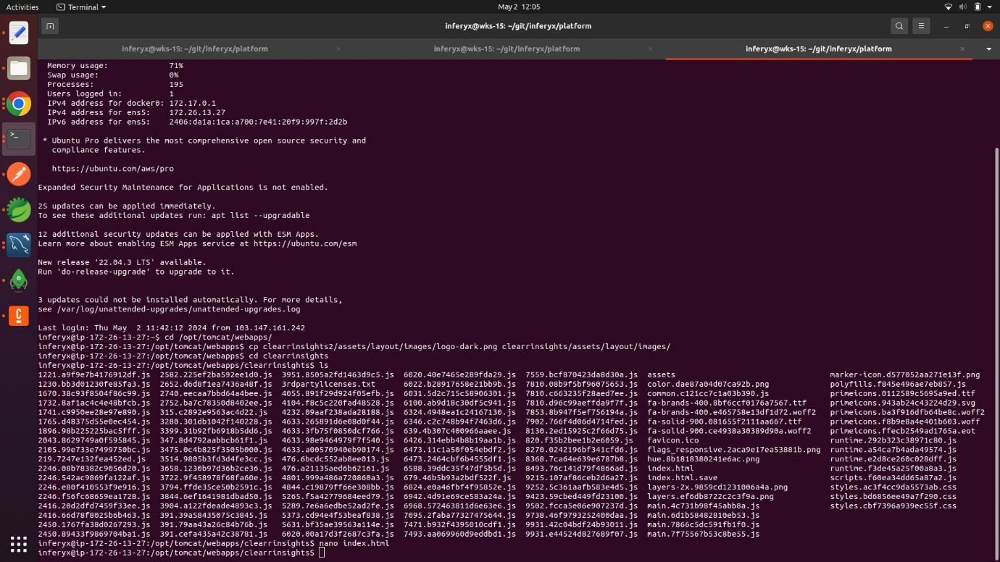 Activities
Terminal
May 2 12:05
inferyx@wks-15: ~/git/inferyx/platform
inferyx@wks-15: ~/git/inferyx/platform
inferyx@wks-15: ~/git/inferyx/platform
inferyx@wks-15: ~/git/inferyx/platform
Memory usage: 71%
Swap usage: 0%
Processes: 195
Users logged in: 1
IPv4 address for docker0: 172.17.0.1
IPv4 address for ens5: 172.26.13.27
IPv6 address for ens5: 2406:da1a:1ca:a700:7e41:20f9:997f:2d2b
* Ubuntu Pro delivers the most comprehensive open source security and
compliance features.
https://ubuntu.com/aws/pro
Expanded Security Maintenance for Applications is not enabled.
25 updates can be applied immediately.
To see these additional updates run: apt list --upgradable
12 additional security updates can be applied with ESM Apps.
Learn more about enabling ESM Apps service at https://ubuntu.com/esm
New release '22.04.3 LTS' available.
Run 'do-release-upgrade' to upgrade to it.
3 updates could not be installed automatically. For more details,
see /var/log/unattended-upgrades/unattended-upgrades.log
Last login: Thu May  2 11:42:12 2024 from 103.147.161.242
inferyx@ip-172-26-13-27:~$ cd /opt/tomcat/webapps/
inferyx@ip-172-26-13-27:/opt/tomcat/webapps$ cp clearrinsights2/assets/layout/images/logo-dark.png clearrinsights/assets/layout/images/
inferyx@ip-172-26-13-27:/opt/tomcat/webapps$ cd clearrinsights
inferyx@ip-172-26-13-27:/opt/tomcat/webapps/clearrinsights$ ls
1221.a9f9e7b4176912df.js 2582.225ef2ba592ee1d0.js 3951.8505a2fd1463d9c5.js 6020.40e7465e289fda29.js 7559.bcf870423da8d30a.js assets marker-icon.d577052aa271e13f.png
1230.bb3d01230fe85fa3.js 2652.d6d8f1ea7436a48f.js 3rdpartylicenses.txt 6022.b28917658e21bb9b.js 7810.08b9f5bf96075653.js color.dae87a04d07ca92b.png polyfills.f845e496ae7eb857.js
1670.38c93f8504f86c99.js 2740.eecaa7bbd64a4bee.js 4055.891f29d924f05efb.js 6031.5d2c715c58906301.js 7810.c663235f28aed7ee.js common.c121cc7c1a03b390.js primeicons.0112589c5695a9ed.ttf
1732.8af1ac4c4e48bfcb.js 2752.ba7c78350d8402ee.js 4104.f8c5c220fad48528.js 6100.ab9d18c30df5c941.js 7810.d96c99aeffda9f7f.js fa-brands-400.8bf6ccf0176a7567.ttf primeicons.943ab24c43224d29.svg
1741.c9950ee28e97e890.js 315.c2892e9563ac4d22.js 4232.09aaf238ada28188.js 6324.4948ea1c24167130.js 7853.8b947f5ef756194a.js fa-brands-400.e465758e13df1d72.woff2 primeicons.ba3f916dfb64be8c.woff2
1765.d48375d55e0ec454.js 3280.301db1042f140228.js 4633.265891d6e08d0f44.js 6346.c2c748b94f7463d6.js 7902.766f4d06d4714fed.js fa-solid-900.081655f2111aa667.ttf primeicons.f8b9e8a4e401b603.woff
1896.98b225225bac5fff.js 3399.31b92fb6918b5dd6.js 4633.3fb75f0850dcf766.js 639.4b307c400966aaee.js 8130.2ed15925c2f66d75.js fa-solid-900.ce4938a30389d90a.woff2 primeicons.ffecb2549ad1765a.eot
2043.8629749a0f595845.js 347.8d4792aabbcb61f1.js 4633.98e9464979f7f540.js 6426.314ebb4b8b19aa1b.js 820.f35b2bee1b2e6059.js favicon.ico runtime.292b323c38971c80.js
2105.99e733e7499750bc.js 3475.0c4b825f3505b000.js 4633.a00570940eb90174.js 6473.11c1a50f054ebdf2.js 8270.0242196bf341cfd6.js flags_responsive.2aca9e17ea53881b.png runtime.a54ca7b4ada49574.js
219.7247e132fea452ed.js 3514.9805b3fd3d4fe3cc.js 476.6bcdc552ab8ee013.js 6473.2464cbf6b4555df1.js 8368.7ca64e639e6787b8.js hue.8b1818380241e6ac.png runtime.e2d8ce260c028dff.js
2246.08b78382c9056d20.js 3658.1230b97d36b2ce36.js 476.a21135aed6b62161.js 6588.39ddc35f47df5b5d.js 8493.76c141d79f4866ad.js index.html runtime.f3de45a25f00a8a3.js
2246.542ac9869fa122af.js 3722.9f458978f68fa60e.js 4801.999a486a720860a3.js 679.46b5b93a2bdf522f.js 9215.107af86ceb2d6a27.js index.html.save scripts.f60ea34dd65a87a2.js
2246.e80f410553f9e916.js 3794.ffde35ce50b2591c.js 4844.c19879ff66e308bb.js 6824.e0a46fbf4f95852e.js 9252.5c361aafb583e4d5.js layers-2x.9859cd1231006a4a.png styles.ac3f4cc9da5573ab.css
2246.f56fc68659ea1728.js 3844.6ef1641981dbad50.js 5265.f5a42779684eed79.js 6942.4d91e69ce583a24a.js 9423.59cbed449fd23100.js layers.ef6db8722c2c3f9a.png styles.bd6856ee49a7f290.css
2416.20d2dfd7459f33ee.js 3904.a122fdead4893c3.js 5289.7e6a6edbe52ad2fe.js 6968.572463811d6e63e6.js 9502.fcca5e06e907237d.js main.4c731b98f45abb8a.js styles.cbf7396a939ec55f.css
2416.66d78f8025b6b463.js 391.39a58435075c3845.js 5373.cd94e4f53beaf838.js 7095.2faba77327475644.js 9738.46f9793252400daa.js main.6d1b58482810eb53.js
2450.1767fa38d0267293.js 391.79aa43a26c84b76b.js 5631.bf35ae39563a114e.js 7471.b932f4395010cdf1.js 9931.42c04bdf24b93011.js main.7866c5dc591fb1f0.js
2450.89433f9869704ba1.js 391.cefa435a42c38781.js 6020.00a17d3f2687c3fa.js 7493.aa069960d9eddbd1.js 9931.e44524d827689f07.js main.7f75567b53c8be55.js
inferyx@ip-172-26-13-27:/opt/tomcat/webapps/clearrinsights$ nano index.html
inferyx@ip-172-26-13-27:/opt/tomcat/webapps/clearrinsights$